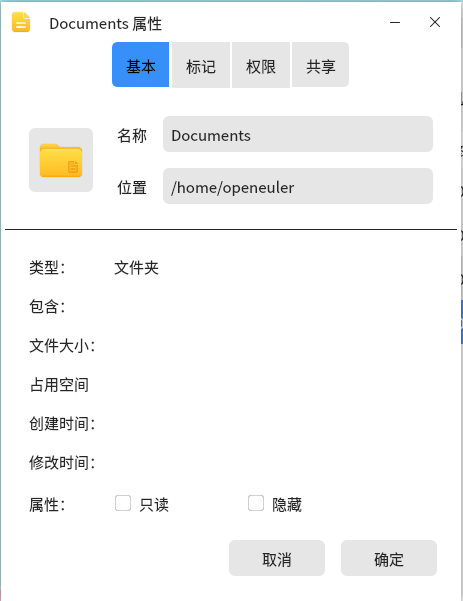 Documents 属性
基本 标记 权限 共享
名称 Documents
位置 /home/openeuler
类型: 文件夹
包含:
文件大小:
占用空间
创建时间:
修改时间:
属性: 只读 隐藏
取消 确定